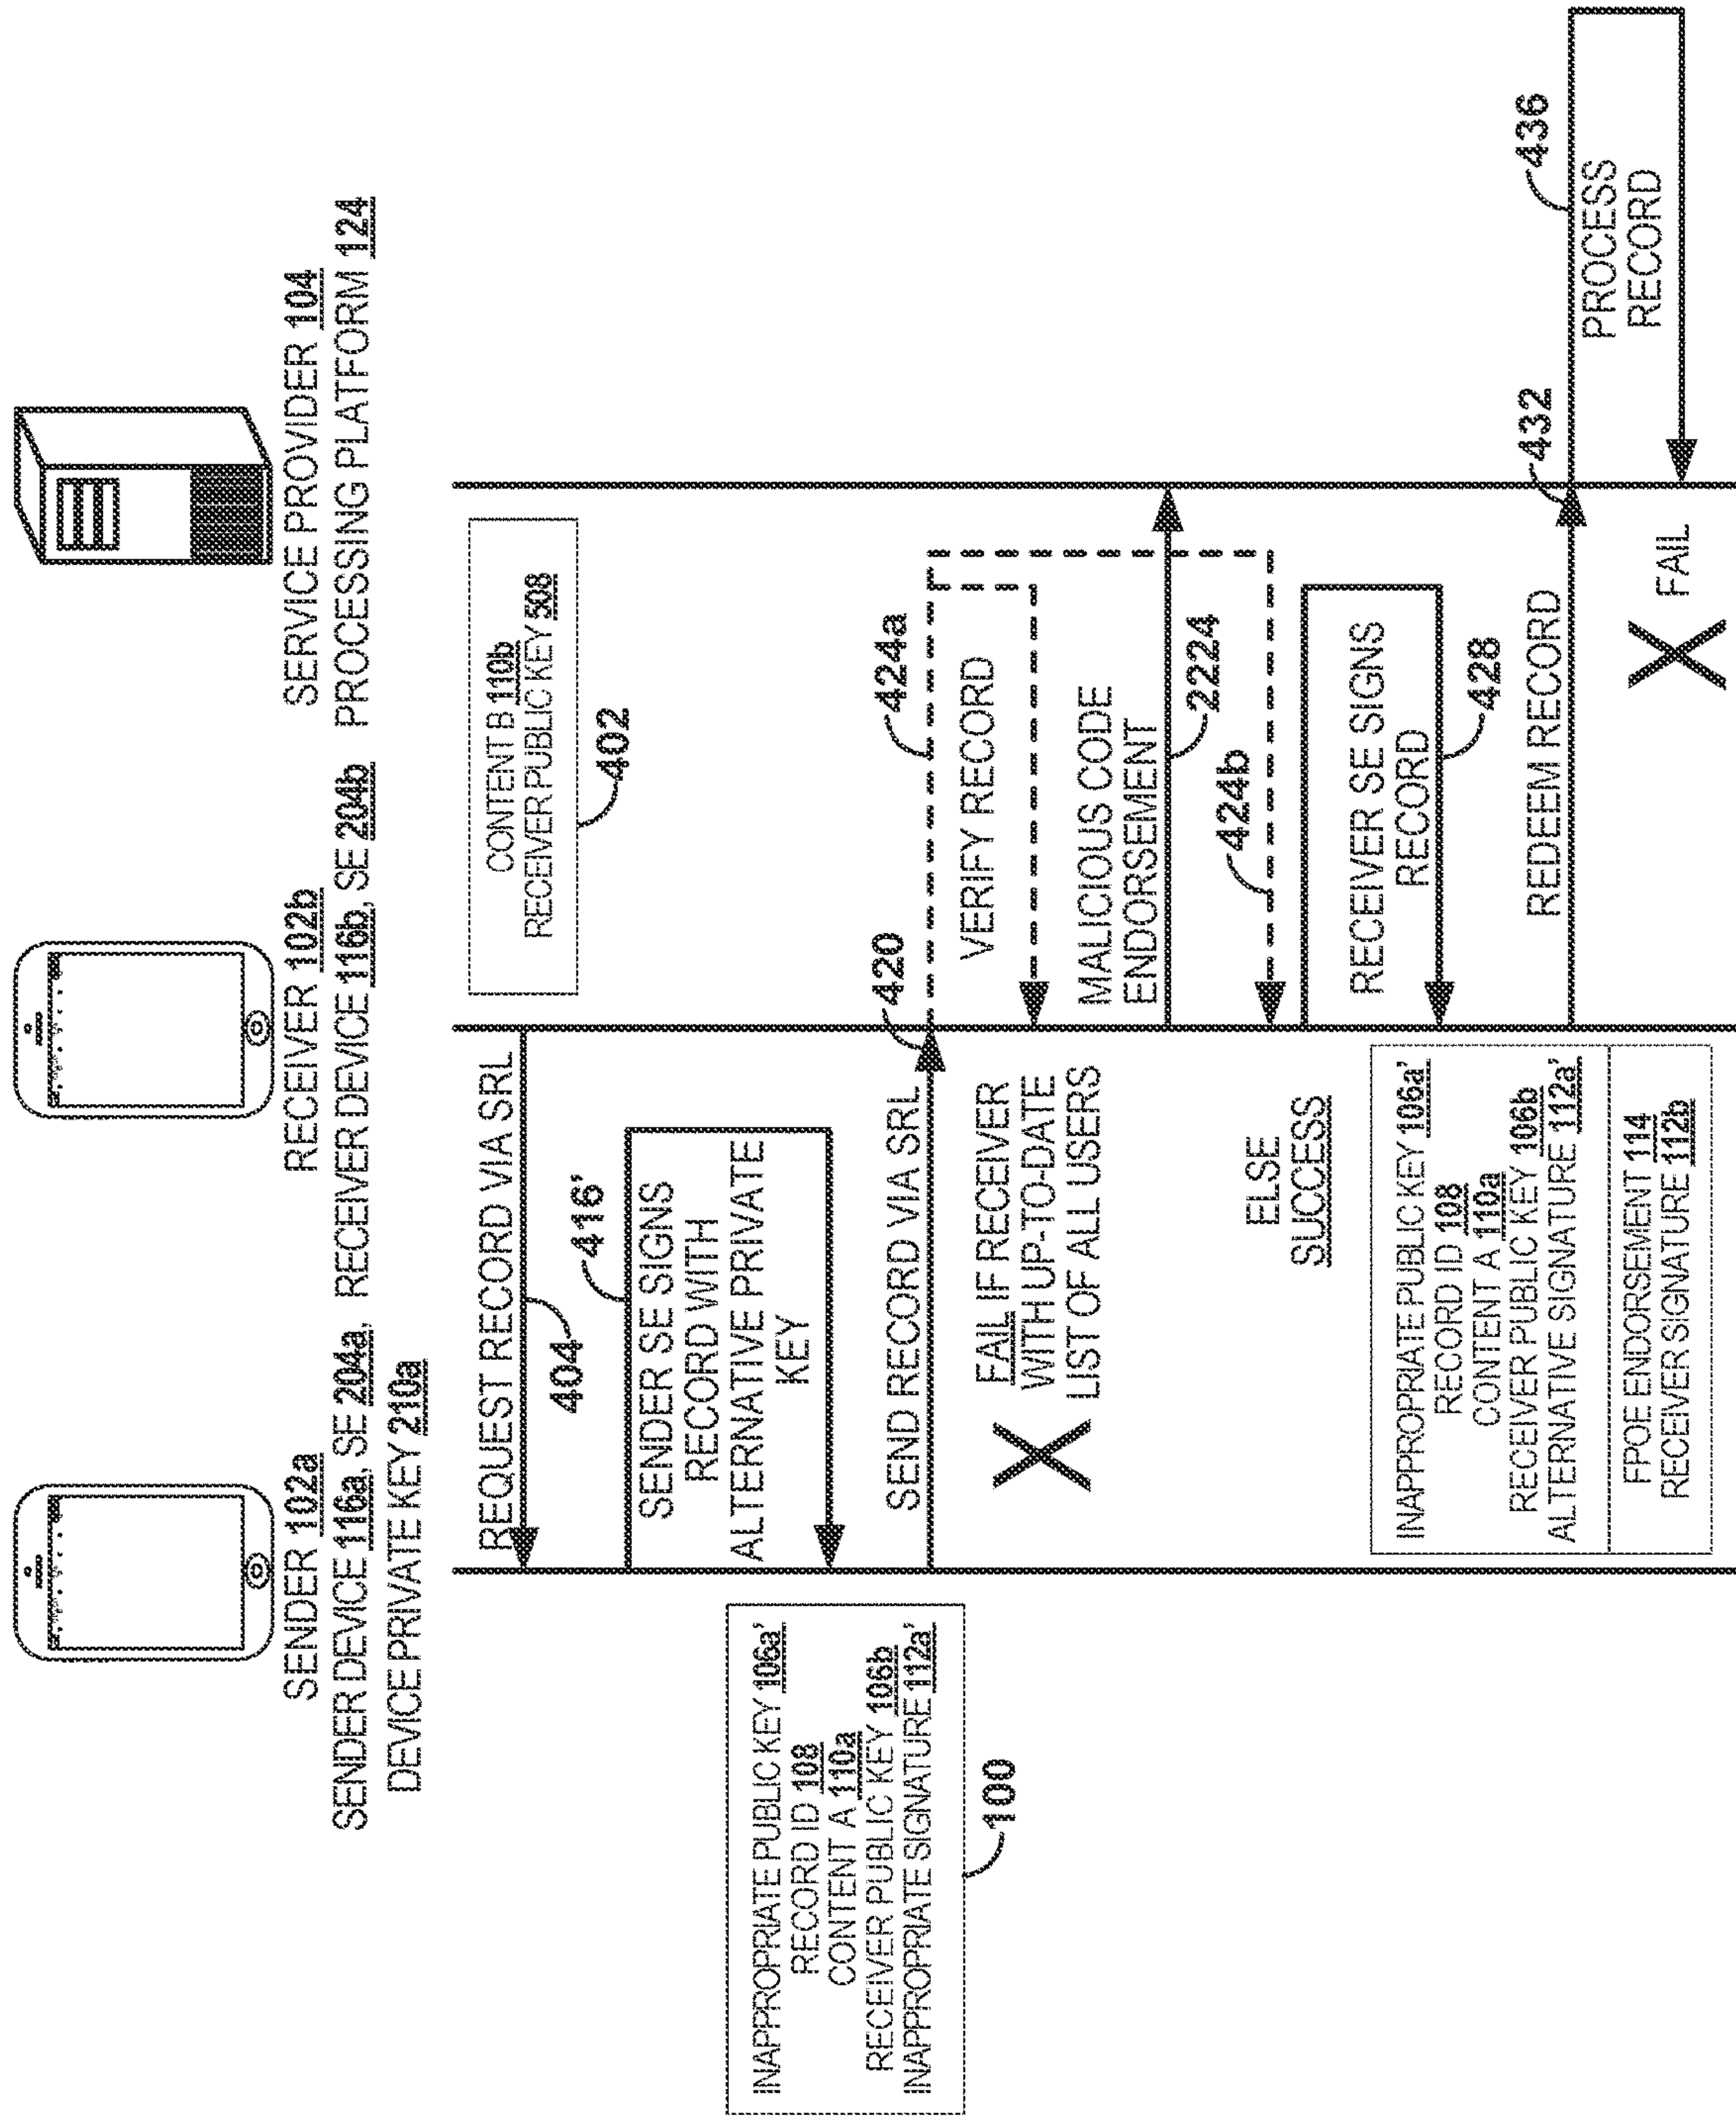 SENDER 102a
SENDER DEVICE 116a, SE 204a,
DEVICE PRIVATE KEY 210a
RECEIVER 102b
RECEIVER DEVICE 116b, SE 204b
SERVICE PROVIDER 104
PROCESSING PLATFORM 124
CONTENT B 110b
RECEIVER PUBLIC KEY 508
402
REQUEST RECORD VIA SRL
404
416'
SENDER SE SIGNS
RECORD WITH
ALTERNATIVE PRIVATE
KEY
INAPPROPRIATE PUBLIC KEY 106a'
RECORD ID 108
CONTENT A 110a
RECEIVER PUBLIC KEY 106b
INAPPROPRIATE SIGNATURE 112a'
100
SEND RECORD VIA SRL
420
424a
VERIFY RECORD
X
FAIL IF RECEIVER
WITH UP-TO-DATE
LIST OF ALL USERS
MALICIOUS CODE
ENDORSEMENT
2224
424b
ELSE
SUCCESS
RECEIVER SE SIGNS
RECORD
428
INAPPROPRIATE PUBLIC KEY 106a'
RECORD ID 108
CONTENT A 110a
RECEIVER PUBLIC KEY 106b
ALTERNATIVE SIGNATURE 112a'
FPOE ENDORSEMENT 114
RECEIVER SIGNATURE 112b
REDEEM RECORD
432
436
PROCESS
RECORD
X FAIL